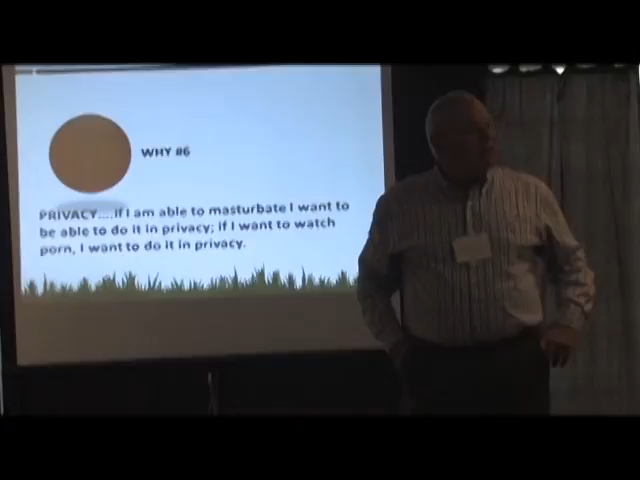 WHY #6
PRIVACY....If I am able to masturbate I want to
be able to do it in privacy; if I want to watch
porn, I want to do it in privacy.